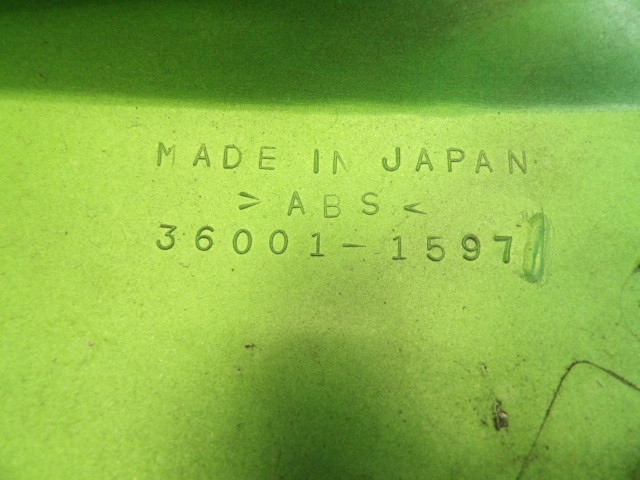 MADE IN JAPAN
> ABS <
36001-1597